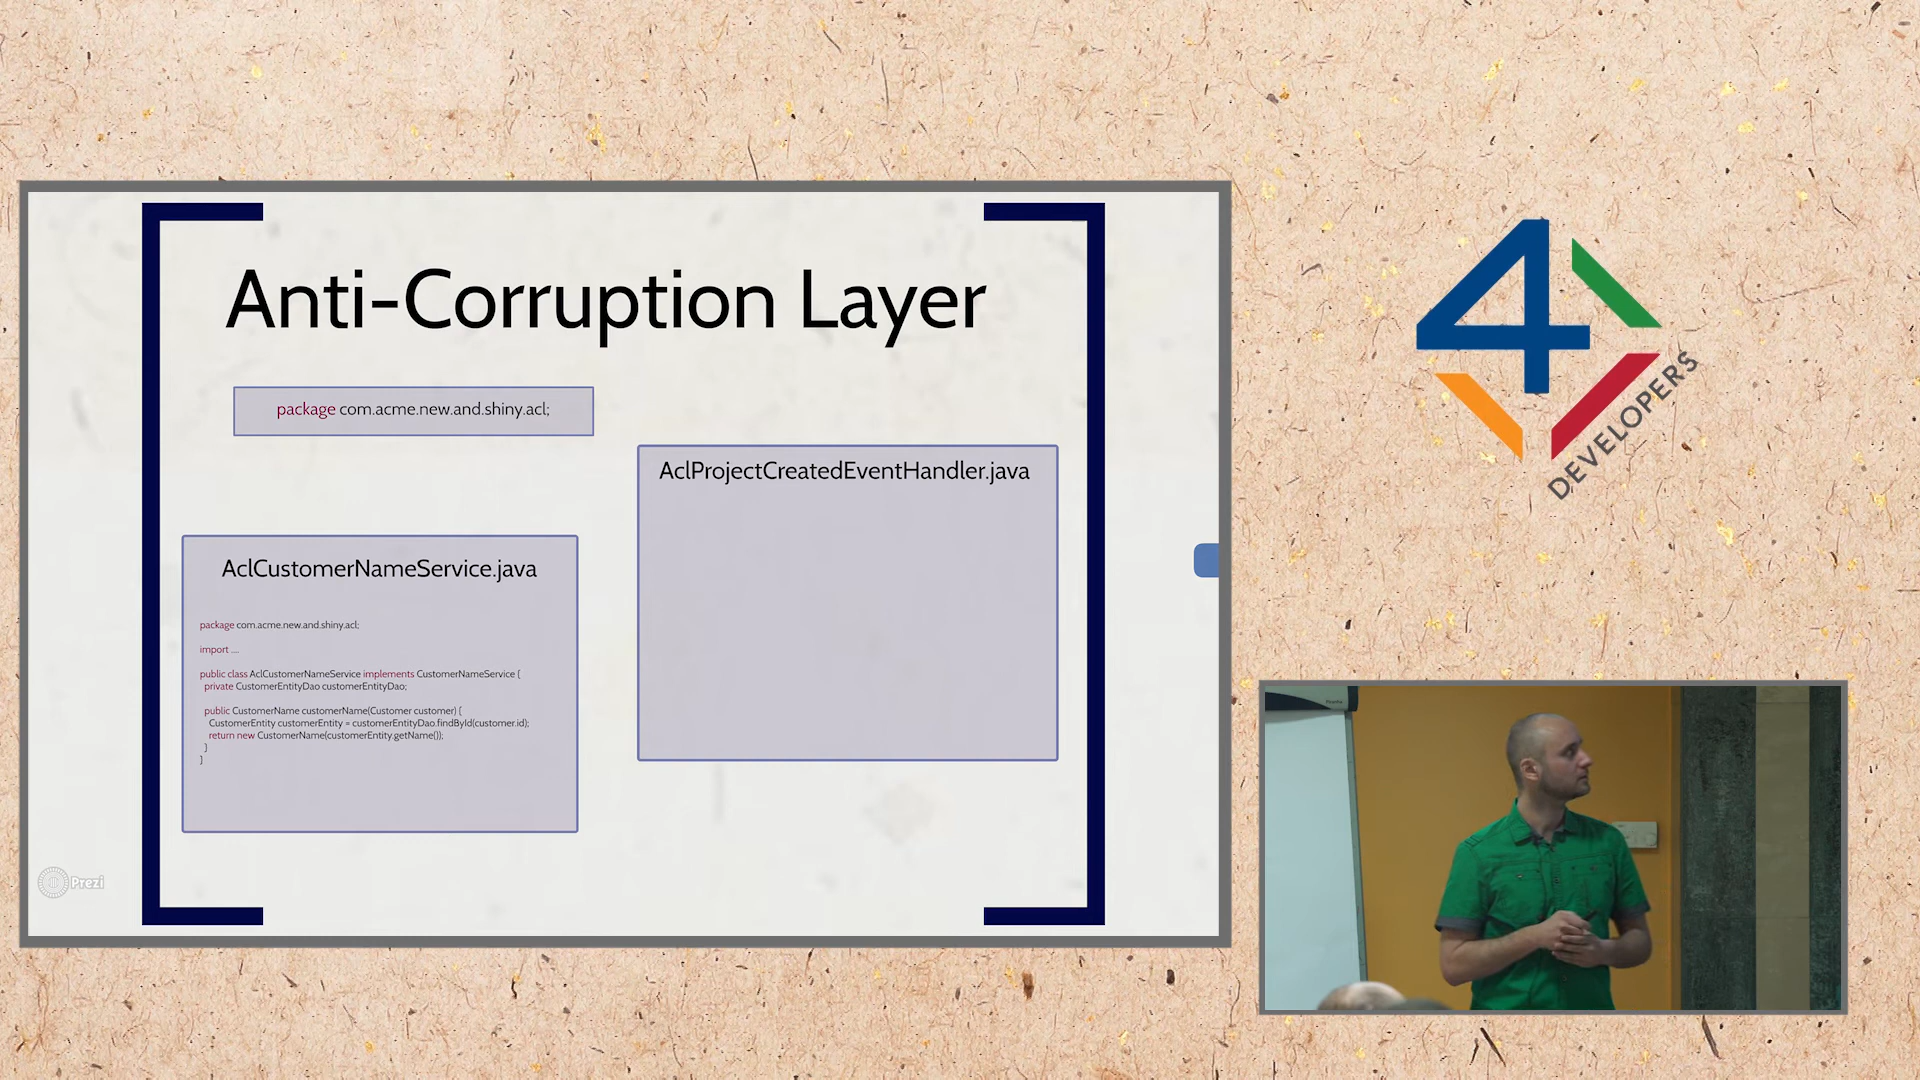 Anti-Corruption Layer
package com.acme.new.and.shiny.acl;
AclProjectCreatedEventHandler.java
AclCustomerNameService.java
package com.acme.new.and.shiny.acl;
import ....
public class AclCustomerNameService implements CustomerNameService {
private CustomerEntityDao customerEntityDao;
public CustomerName customerName(Customer customer) {
CustomerEntity customerEntity = customerEntityDao.findById(customer.id);
return new CustomerName(customerEntity.getName());
}
}
Prezi
4
DEVELOPERS